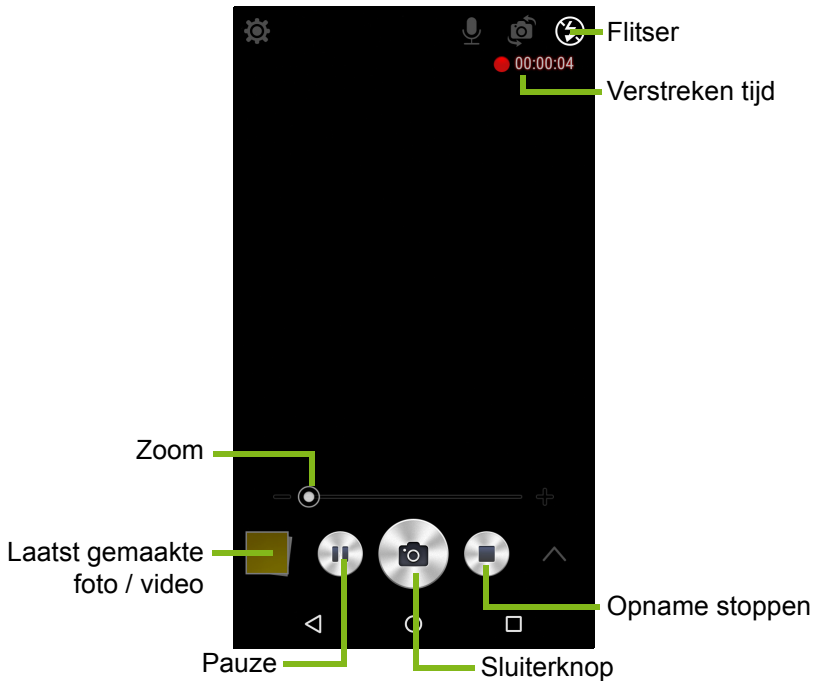 Flitser
00:00:04
Verstreken tijd
Zoom
Laatst gemaakte
foto / video
Opname stoppen
Pauze
Sluiterknop